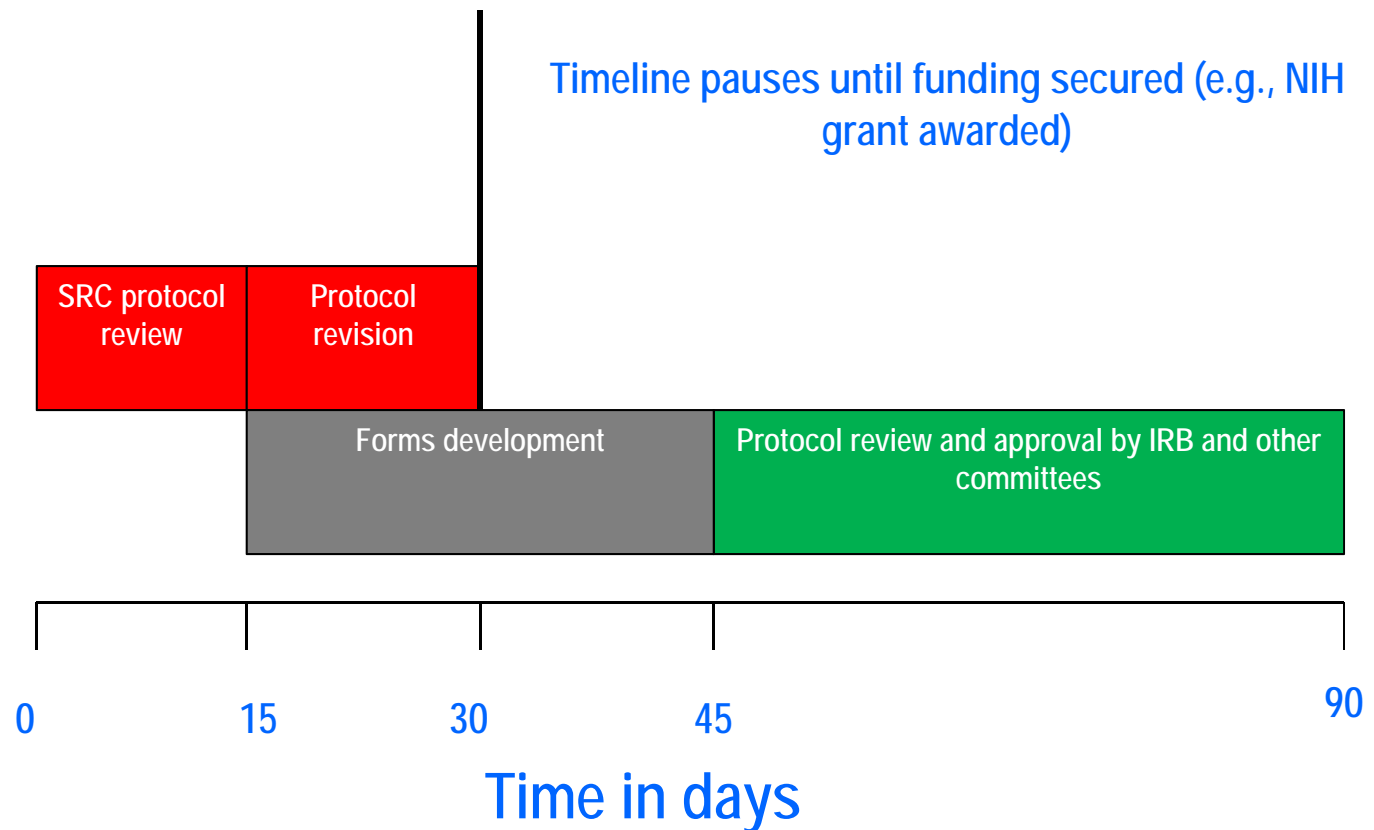 Timeline pauses until funding secured (e.g., NIH
grant awarded)
SRC protocol
review
Protocol
revision
Forms development
Protocol review and approval by IRB and other
committees
0
15
30
45
90
Time in days